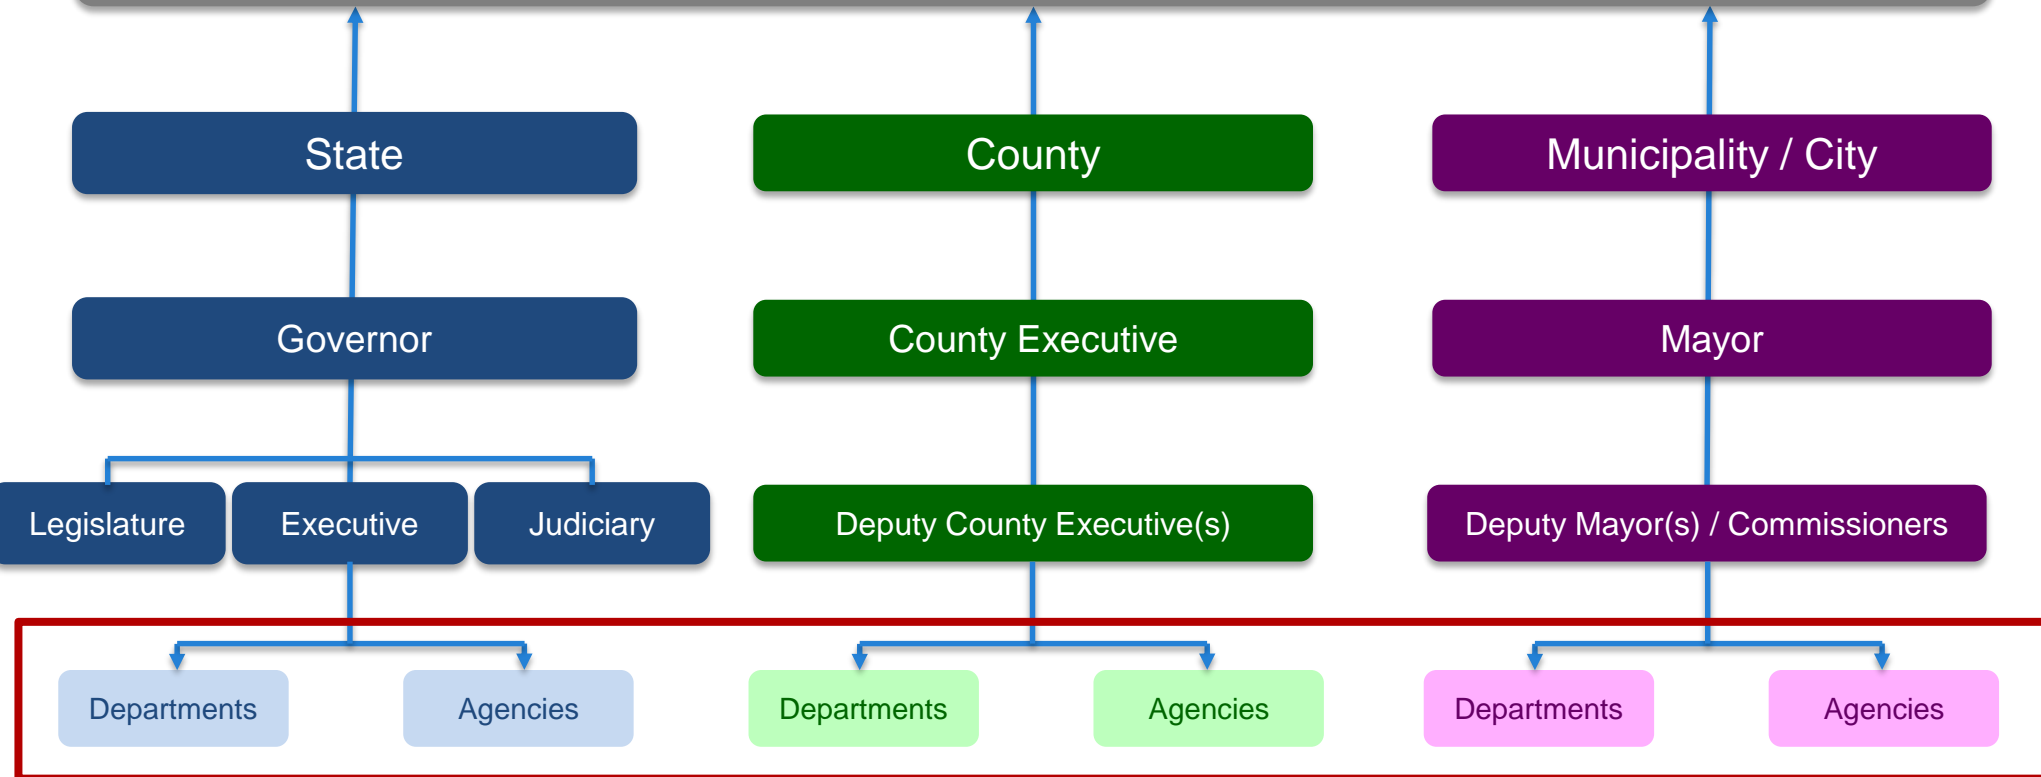 State
County
Municipality / City
Governor
County Executive
Mayor
Legislature
Executive
Judiciary
Deputy County Executive(s)
Deputy Mayor(s) / Commissioners
Departments
Agencies
Departments
Agencies
Departments
Agencies